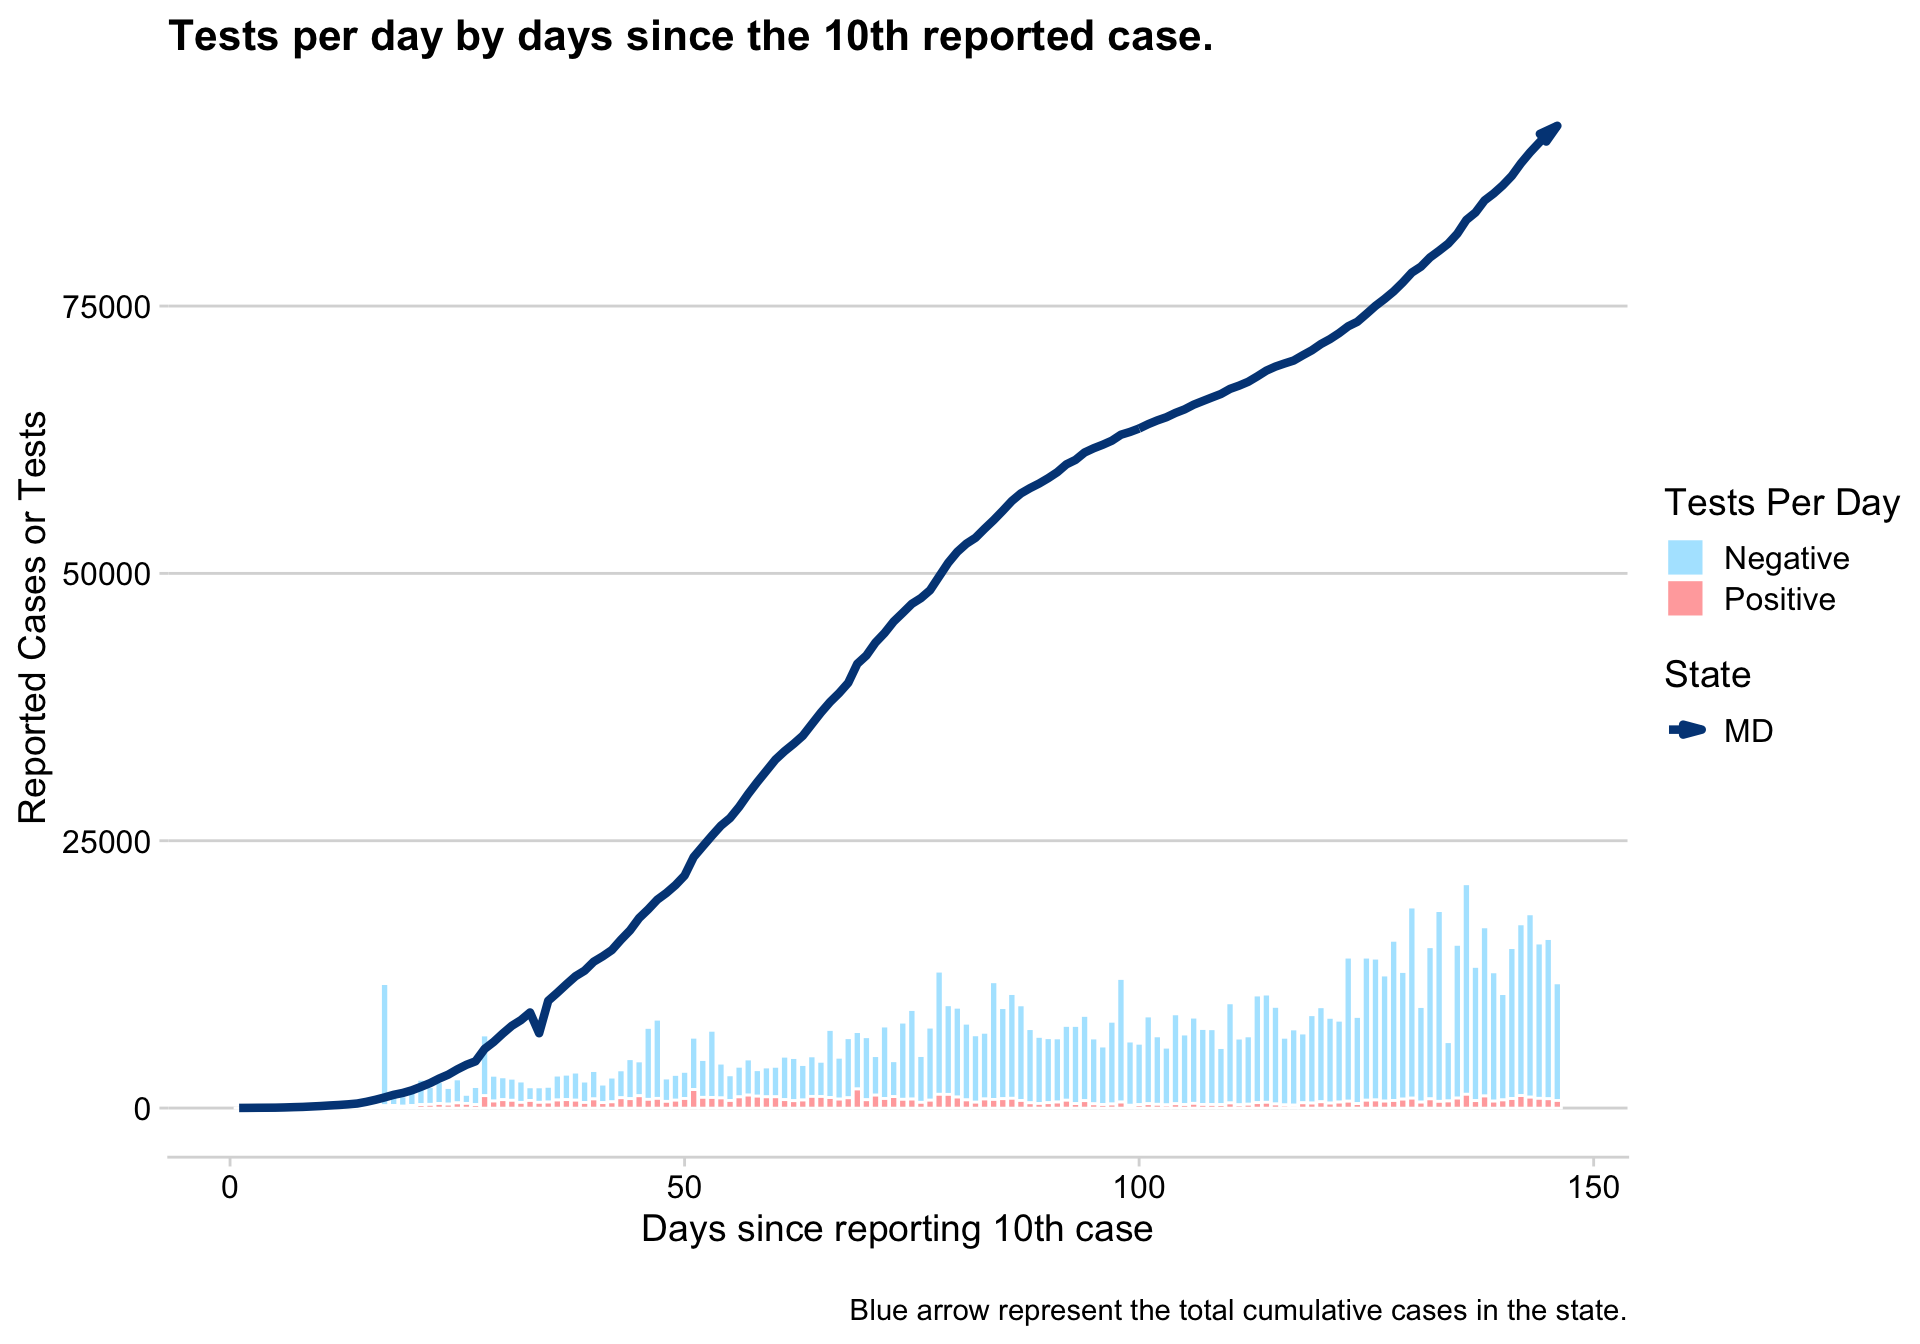 Tests per day by days since the 10th reported case.
Reported Cases or Tests
75000
50000
25000
0
0
50
100
150
Days since reporting 10th case
Tests Per Day
Negative
Positive
State
MD
Blue arrow represent the total cumulative cases in the state.